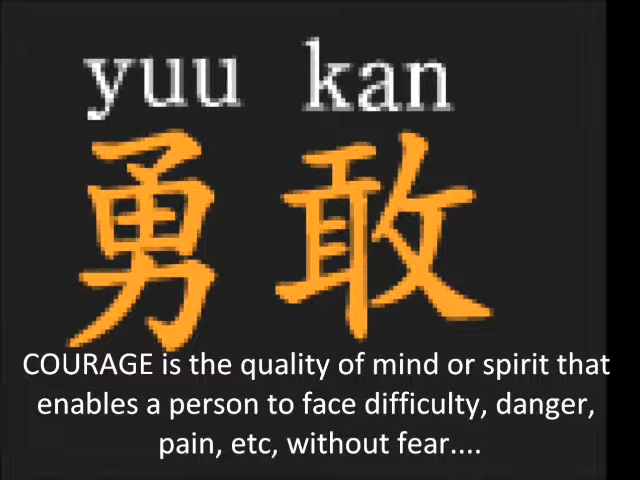 yuu kan
勇敢
COURAGE is the quality of mind or spirit that
enables a person to face difficulty, danger,
pain, etc, without fear....